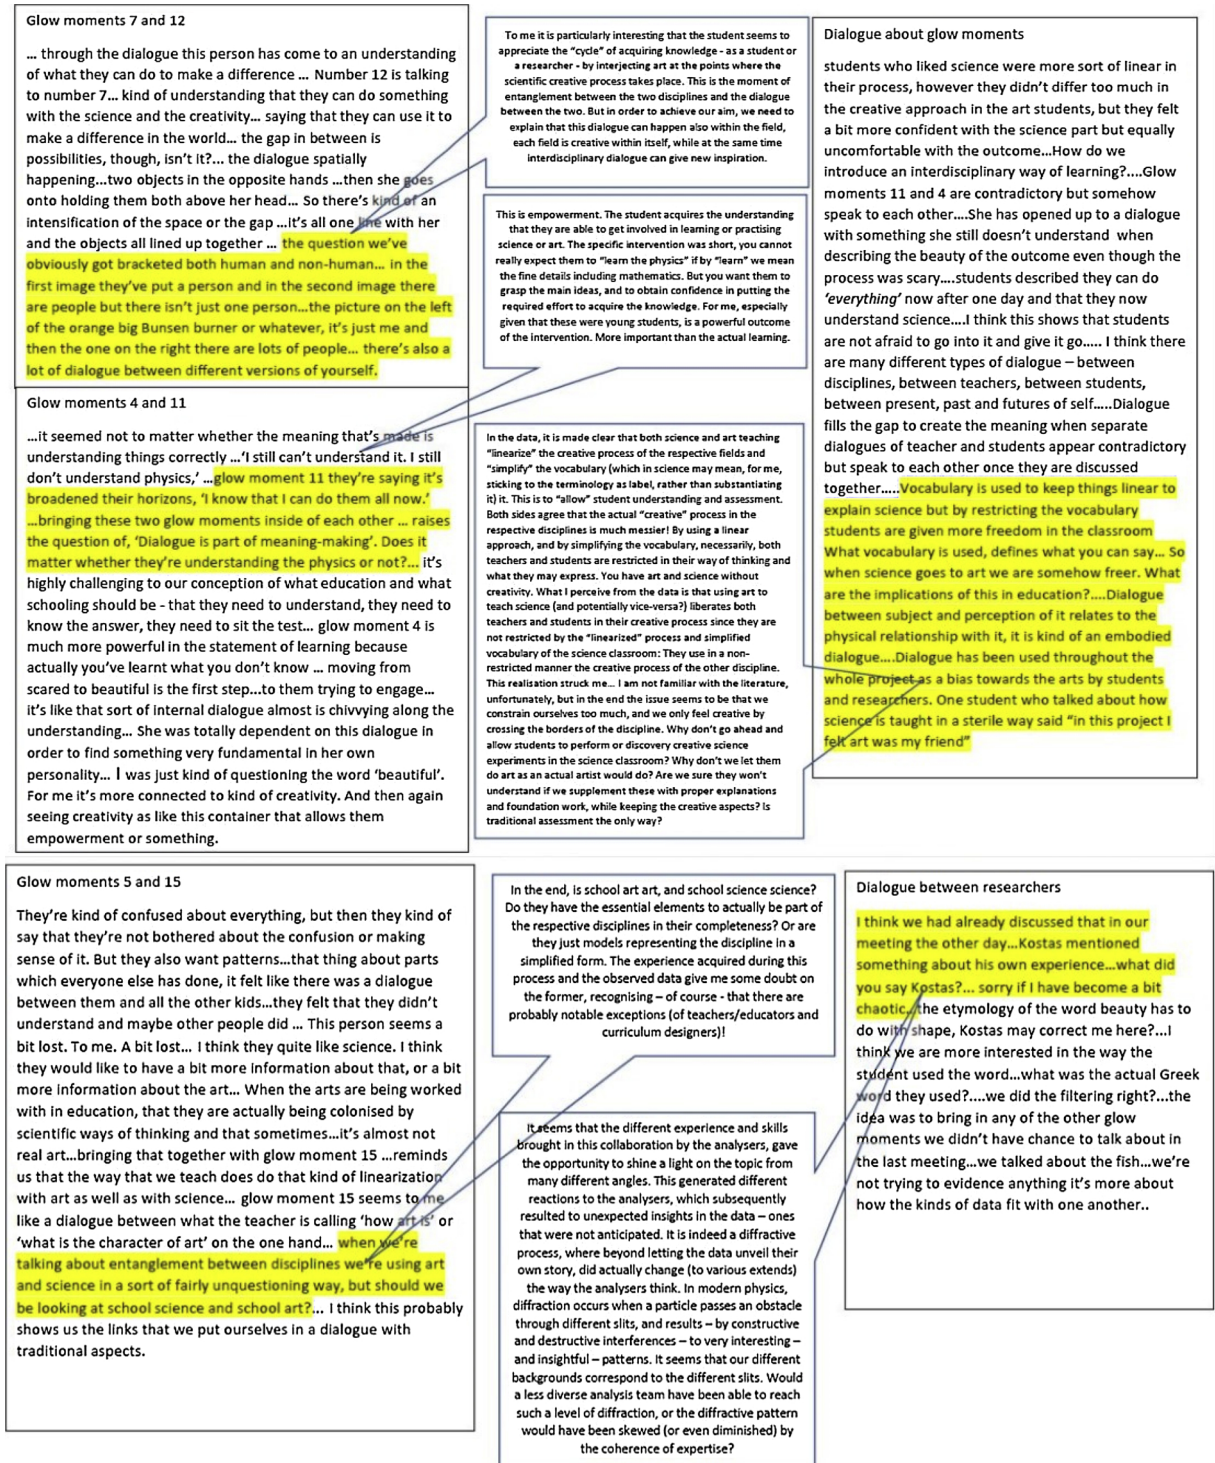 Glow moments 7 and 12
... through the dialogue this person has come to an understanding
of what they can do to make a difference ... Number 12 is talking
to number 7... kind of understanding that they can do something
with the science and the creativity... saying that they can use it to
make a difference in the world... the gap in between is
possibilities, though, isn't it?... the dialogue spatially
happening...two objects in the opposite hands ...then she goes
onto holding them both above her head... So there's kind of an
intensification of the space or the gap ...it's all one line with her
and the objects all lined up together ... the question we've
obviously got bracketed both human and non-human... in the
first image they've put a person and in the second image there
are people but there isn't just one person...the picture on the left
of the orange big Bunsen burner or whatever, it's just me and
then the one on the right there are lots of people... there's also a
lot of dialogue between different versions of yourself.
Glow moments 4 and 11
...it seemed not to matter whether the meaning that's made is
understanding things correctly ...'I still can't understand it. I still
don't understand physics,' ...glow moment 11 they're saying it's
broadened their horizons, 'I know that I can do them all now.'
...bringing these two glow moments inside of each other ... raises
the question of, 'Dialogue is part of meaning-making'. Does it
matter whether they're understanding the physics or not?... it's
highly challenging to our conception of what education and what
schooling should be - that they need to understand, they need to
know the answer, they need to sit the test... glow moment 4 is
much more powerful in the statement of learning because
actually you've learnt what you don't know ... moving from
scared to beautiful is the first step...to them trying to engage...
it's like that sort of internal dialogue almost is chivvying along the
understanding... She was totally dependent on this dialogue in
order to find something very fundamental in her own
personality... I was just kind of questioning the word 'beautiful'.
For me it's more connected to kind of creativity. And then again
seeing creativity as like this container that allows them
empowerment or something.
To me it is particularly interesting that the student seems to
appreciate the "cycle" of acquiring knowledge - as a student or
a researcher - by interjecting art at the points where the
scientific creative process takes place. This is the moment of
entanglement between the two disciplines and the dialogue
between the two. But in order to achieve our aim, we need to
explain that this dialogue can happen also within the field,
each field is creative within itself, while at the same time
interdisciplinary dialogue can give new inspiration.
This is empowerment. The student acquires the understanding
that they are able to get involved in learning or practising
science or art. The specific intervention was short, you cannot
really expect them to "learn the physics" if by "learn" we mean
the fine details including mathematics. But you want them to
grasp the main ideas, and to obtain confidence in putting the
required effort to acquire the knowledge. For me, especially
given that these were young students, is a powerful outcome
of the intervention. More important than the actual learning.
In the data, it is made clear that both science and art teaching
"linearize" the creative process of the respective fields and
"simplify" the vocabulary (which in science may mean, for me,
sticking to the terminology as label, rather than substantiating
it) it. This is to "allow" student understanding and assessment.
Both sides agree that the actual "creative" process in the
respective disciplines is much messier! By using a linear
approach, and by simplifying the vocabulary, necessarily, both
teachers and students are restricted in their way of thinking and
what they may express. You have art and science without
creativity. What I perceive from the data is that using art to
teach science (and potentially vice-versa?) liberates both
teachers and students in their creative process since they are
not restricted by the "linearized" process and simplified
vocabulary of the science classroom: They use in a non-
restricted manner the creative process of the other discipline.
This realisation struck me... I am not familiar with the literature,
unfortunately, but in the end the issue seems to be that we
constrain ourselves too much, and we only feel creative by
crossing the borders of the discipline. Why don't go ahead and
allow students to perform or discovery creative science
experiments in the science classroom? Why don't we let them
do art as an actual artist would do? Are we sure they won't
understand if we supplement these with proper explanations
and foundation work, while keeping the creative aspects? Is
traditional assessment the only way?
Dialogue about glow moments
students who liked science were more sort of linear in
their process, however they didn't differ too much in
the creative approach in the art students, but they felt
a bit more confident with the science part but equally
uncomfortable with the outcome...How do we
introduce an interdisciplinary way of learning?....Glow
moments 11 and 4 are contradictory but somehow
speak to each other....She has opened up to a dialogue
with something she still doesn't understand when
describing the beauty of the outcome even though the
process was scary....students described they can do
'everything' now after one day and that they now
understand science....I think this shows that students
are not afraid to go into it and give it go..... I think there
are many different types of dialogue – between
disciplines, between teachers, between students,
between present, past and futures of self.....Dialogue
fills the gap to create the meaning when separate
dialogues of teacher and students appear contradictory
but speak to each other once they are discussed
together.....Vocabulary is used to keep things linear to
explain science but by restricting the vocabulary
students are given more freedom in the classroom
What vocabulary is used, defines what you can say... So
when science goes to art we are somehow freer. What
are the implications of this in education?....Dialogue
between subject and perception of it relates to the
physical relationship with it, it is kind of an embodied
dialogue....Dialogue has been used throughout the
whole project as a bias towards the arts by students
and researchers. One student who talked about how
science is taught in a sterile way said "in this project I
felt art was my friend"
Glow moments 5 and 15
They're kind of confused about everything, but then they kind of
say that they're not bothered about the confusion or making
sense of it. But they also want patterns...that thing about parts
which everyone else has done, it felt like there was a dialogue
between them and all the other kids...they felt that they didn't
understand and maybe other people did ... This person seems a
bit lost. To me. A bit lost... I think they quite like science. I think
they would like to have a bit more information about that, or a bit
more information about the art... When the arts are being worked
with in education, that they are actually being colonised by
scientific ways of thinking and that sometimes...it's almost not
real art...bringing that together with glow moment 15 ...reminds
us that the way that we teach does do that kind of linearization
with art as well as with science... glow moment 15 seems to me
like a dialogue between what the teacher is calling 'how art is' or
'what is the character of art' on the one hand... when we're
talking about entanglement between disciplines we're using art
and science in a sort of fairly unquestioning way, but should we
be looking at school science and school art?... I think this probably
shows us the links that we put ourselves in a dialogue with
traditional aspects.
In the end, is school art art, and school science science?
Do they have the essential elements to actually be part of
the respective disciplines in their completeness? Or are
they just models representing the discipline in a
simplified form. The experience acquired during this
process and the observed data give me some doubt on
the former, recognising – of course - that there are
probably notable exceptions (of teachers/educators and
curriculum designers)!
It seems that the different experience and skills
brought in this collaboration by the analysers, gave
the opportunity to shine a light on the topic from
many different angles. This generated different
reactions to the analysers, which subsequently
resulted to unexpected insights in the data – ones
that were not anticipated. It is indeed a diffractive
process, where beyond letting the data unveil their
own story, did actually change (to various extends)
the way the analysers think. In modern physics,
diffraction occurs when a particle passes an obstacle
through different slits, and results – by constructive
and destructive interferences – to very interesting –
and insightful – patterns. It seems that our different
backgrounds correspond to the different slits. Would
a less diverse analysis team have been able to reach
such a level of diffraction, or the diffractive pattern
would have been skewed (or even diminished) by
the coherence of expertise?
Dialogue between researchers
I think we had already discussed that in our
meeting the other day...Kostas mentioned
something about his own experience...what did
you say Kostas?... sorry if I have become a bit
chaotic...the etymology of the word beauty has to
do with shape, Kostas may correct me here?...I
think we are more interested in the way the
student used the word...what was the actual Greek
word they used?....we did the filtering right?...the
idea was to bring in any of the other glow
moments we didn't have chance to talk about in
the last meeting...we talked about the fish...we're
not trying to evidence anything it's more about
how the kinds of data fit with one another..